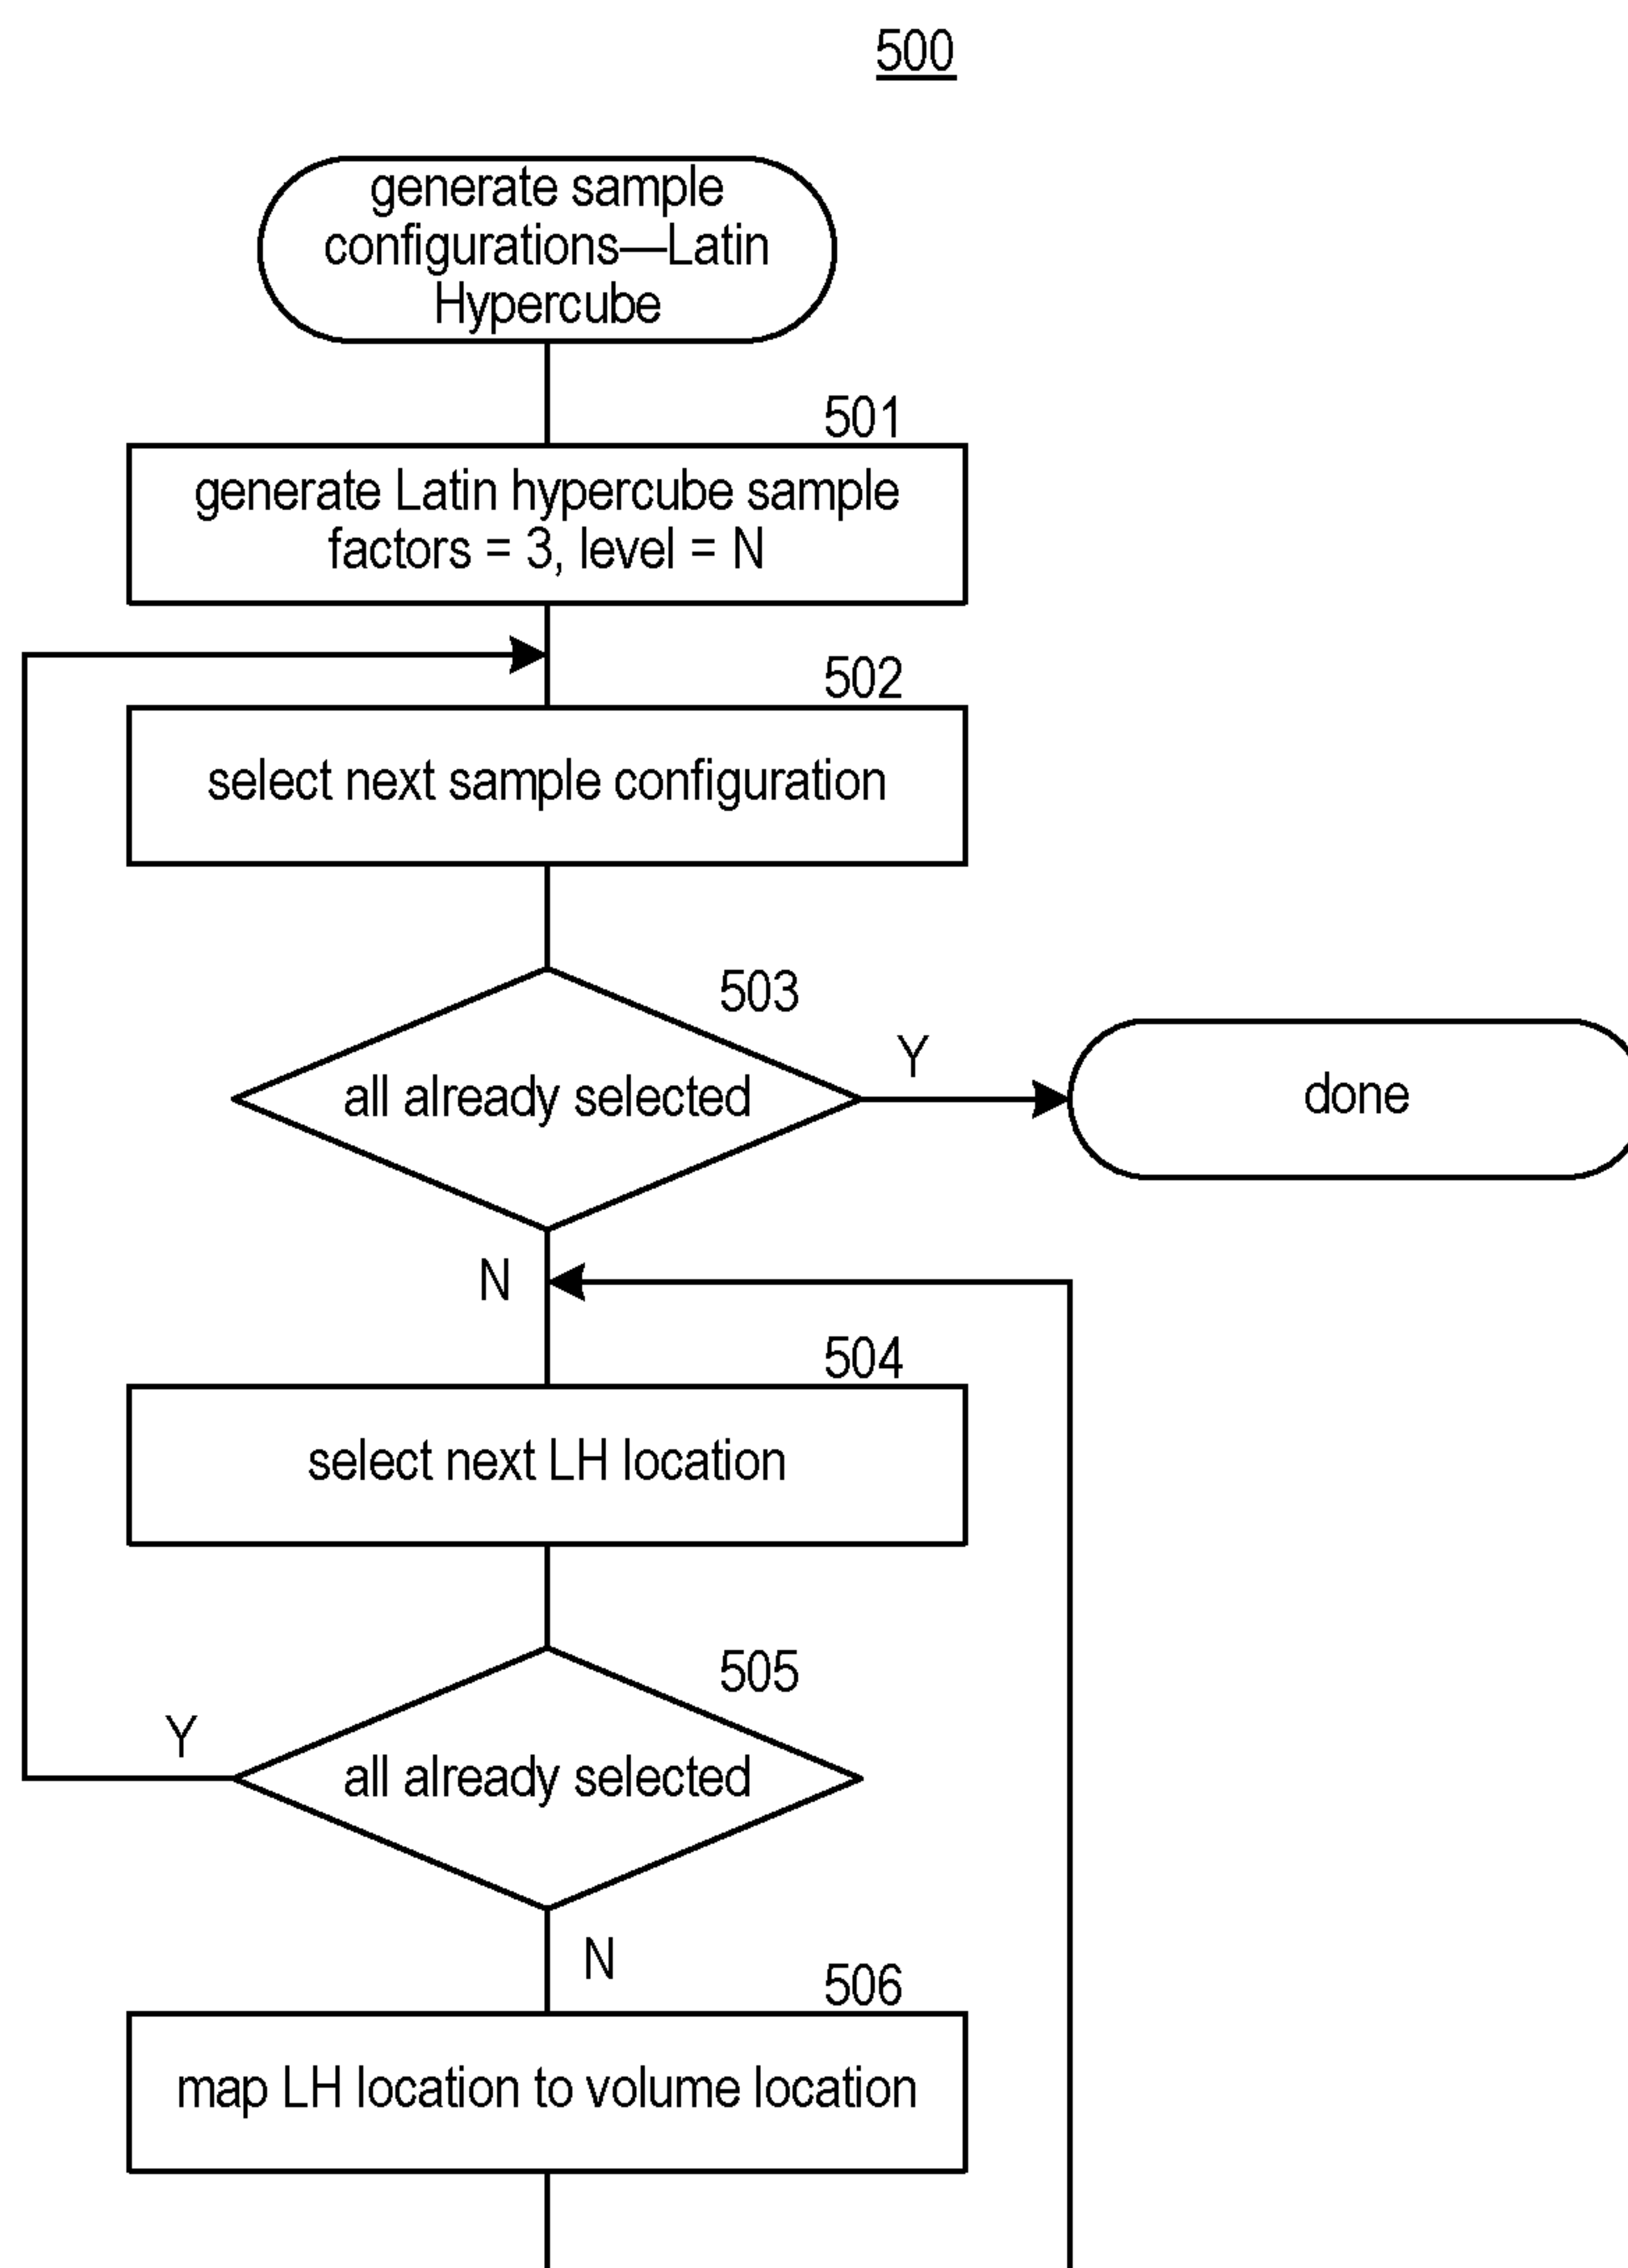 500
generate sample
configurations—Latin
Hypercube
501
generate Latin hypercube sample
factors = 3, level = N
502
select next sample configuration
503
all already selected
Y
done
N
504
select next LH location
505
Y
all already selected
N
506
map LH location to volume location